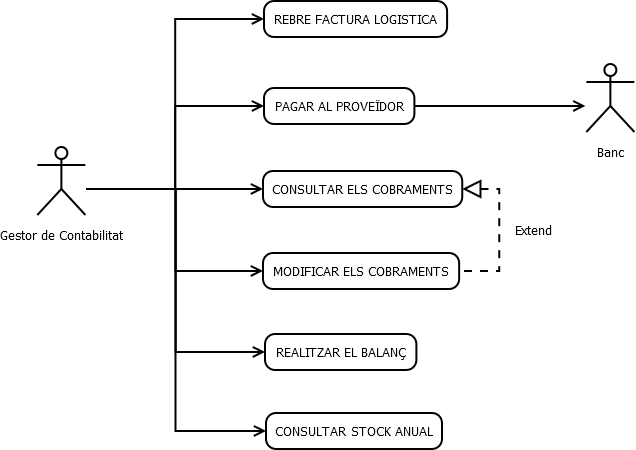 REBRE FACTURA LOGISTICA
PAGAR AL PROVEÏDOR
Banc
CONSULTAR ELS COBRAMENTS
Gestor de Contabilitat
Extend
MODIFICAR ELS COBRAMENTS
REALITZAR EL BALANÇ
CONSULTAR STOCK ANUAL